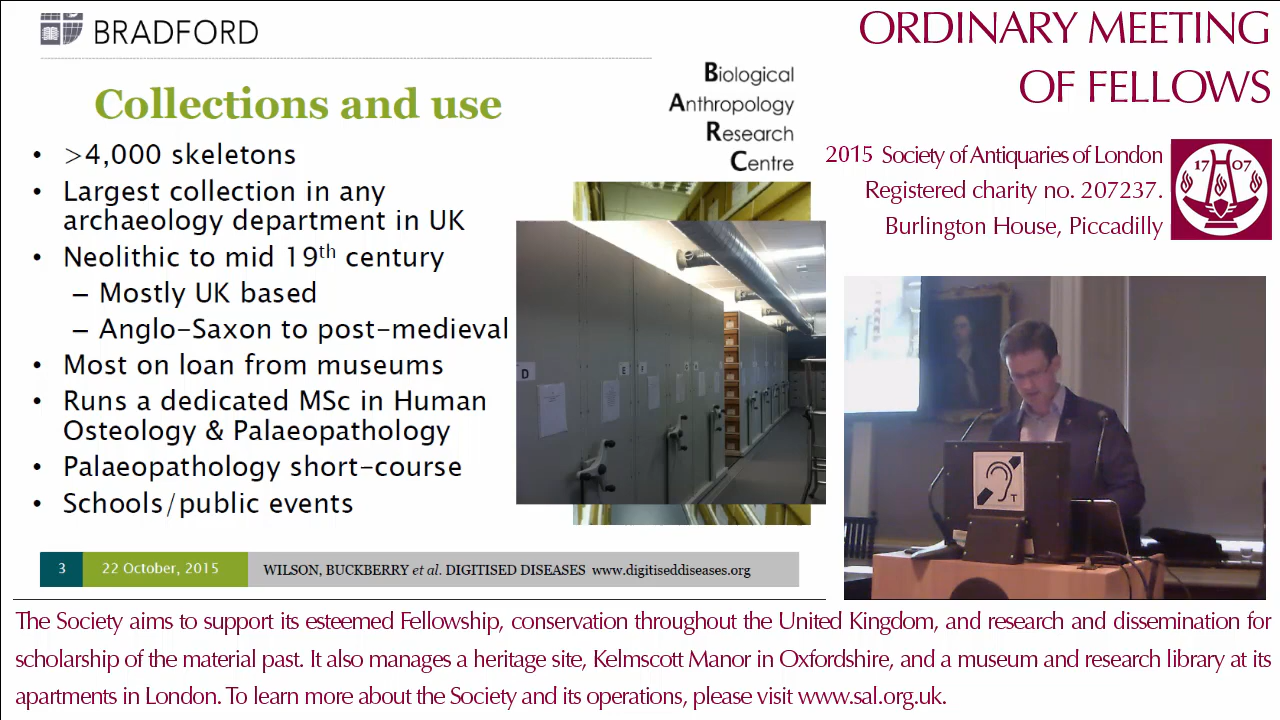 BRADFORD
Collections and use
• >4,000 skeletons
• Largest collection in any
archaeology department in UK
• Neolithic to mid 19th century
– Mostly UK based
– Anglo-Saxon to post-medieval
• Most on loan from museums
• Runs a dedicated MSc in Human
Osteology & Palaeopathology
• Palaeopathology short-course
• Schools/public events
Biological
Anthropology
Research
Centre
D
E
F
3
22 October, 2015
WILSON, BUCKBERRY et al. DIGITISED DISEASES www.digitiseddiseases.org
ORDINARY MEETING
OF FELLOWS
2015 Society of Antiquaries of London
Registered charity no. 207237.
Burlington House, Piccadilly
17 07
T
The Society aims to support its esteemed Fellowship, conservation throughout the United Kingdom, and research and dissemination for
scholarship of the material past. It also manages a heritage site, Kelmscott Manor in Oxfordshire, and a museum and research library at its
apartments in London. To learn more about the Society and its operations, please visit www.sal.org.uk.